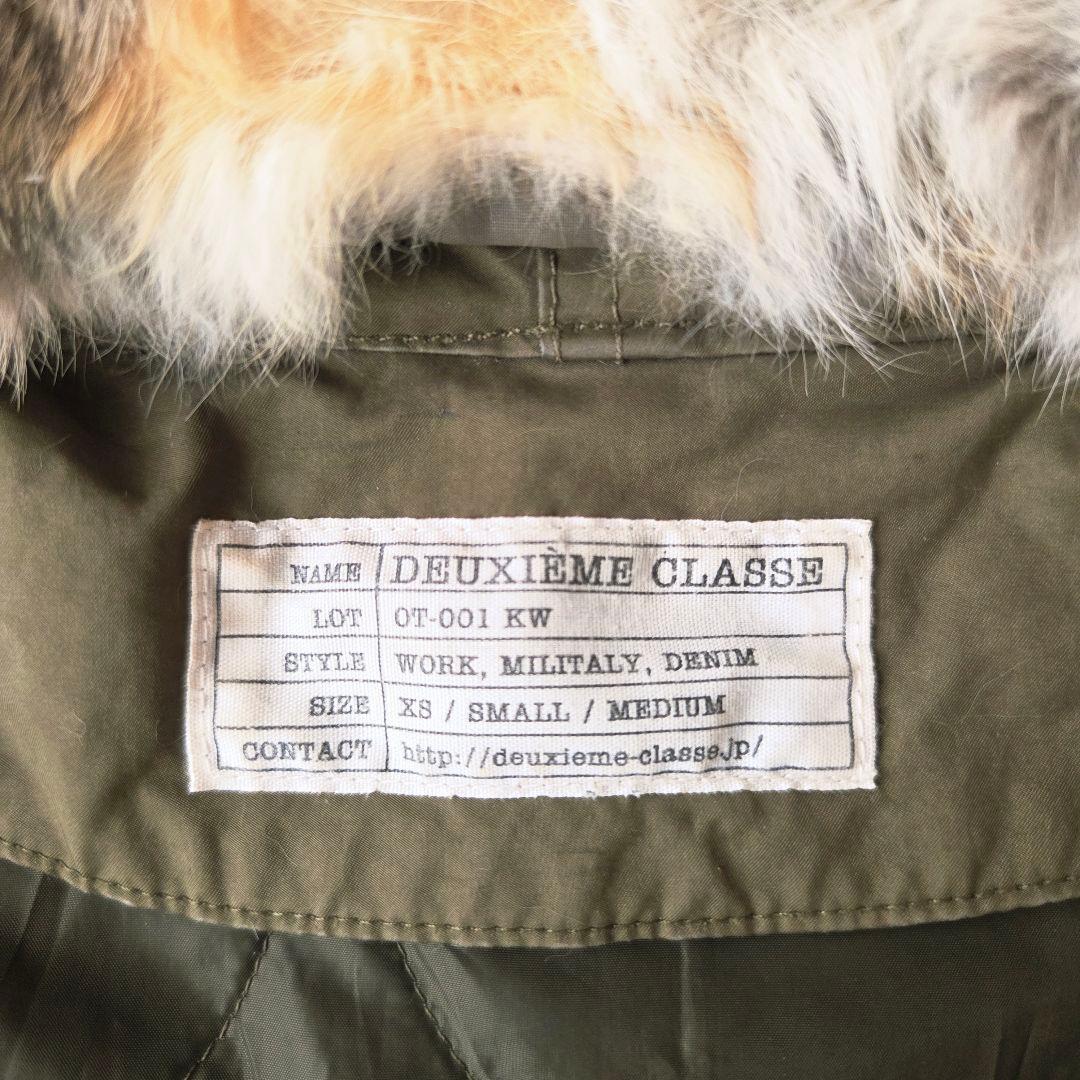 NAME DEUXIÈME CLASSE
LOT OT-001 KW
STYLE WORK, MILITALY, DENIM
SIZE XS / SMALL / MEDIUM
CONTACT http://deuxieme-classe.jp/